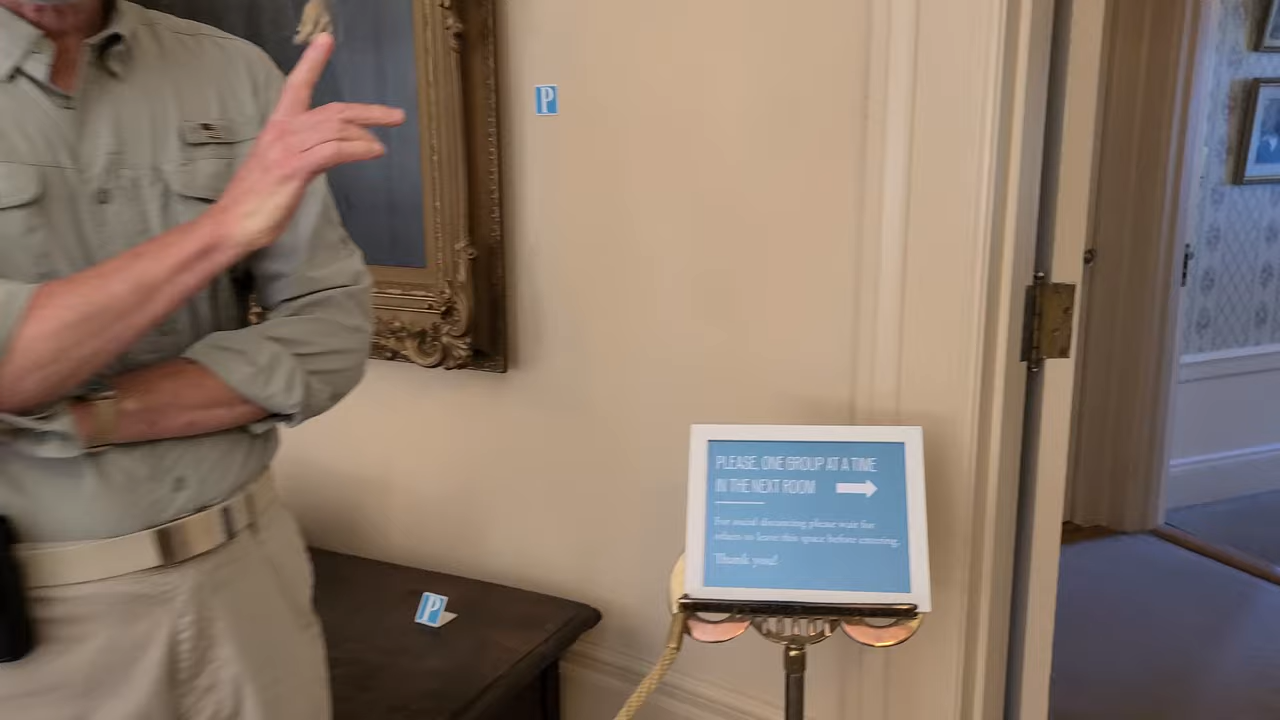 P
PLEASE, ONE GROUP AT A TIME
IN THE NEXT ROOM
For social distancing please wait for
others to leave this space before entering.
Thank you!
P